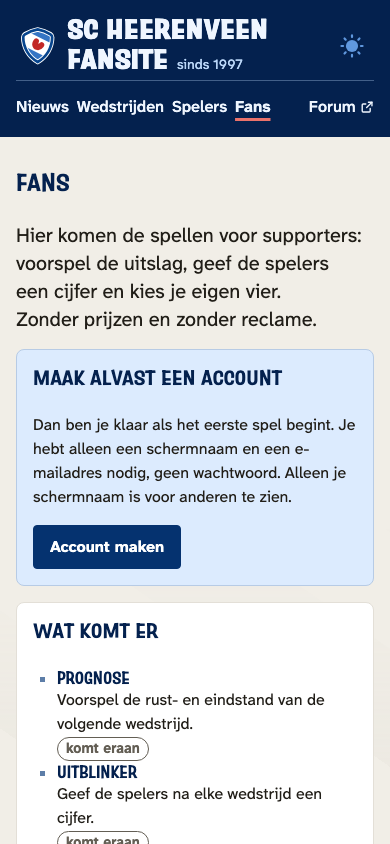 SC HEERENVEEN
FANSITE sinds 1997
Nieuws Wedstrijden Spelers Fans Forum
FANS
Hier komen de spellen voor supporters:
voorspel de uitslag, geef de spelers
een cijfer en kies je eigen vier.
Zonder prijzen en zonder reclame.
MAAK ALVAST EEN ACCOUNT
Dan ben je klaar als het eerste spel begint. Je
hebt alleen een schermnaam en een e-
mailadres nodig, geen wachtwoord. Alleen je
schermnaam is voor anderen te zien.
Account maken
WAT KOMT ER
PROGNOSE
Voorspel de rust- en eindstand van de
volgende wedstrijd.
komt eraan
UITBLINKER
Geef de spelers na elke wedstrijd een
cijfer.
komt eraan